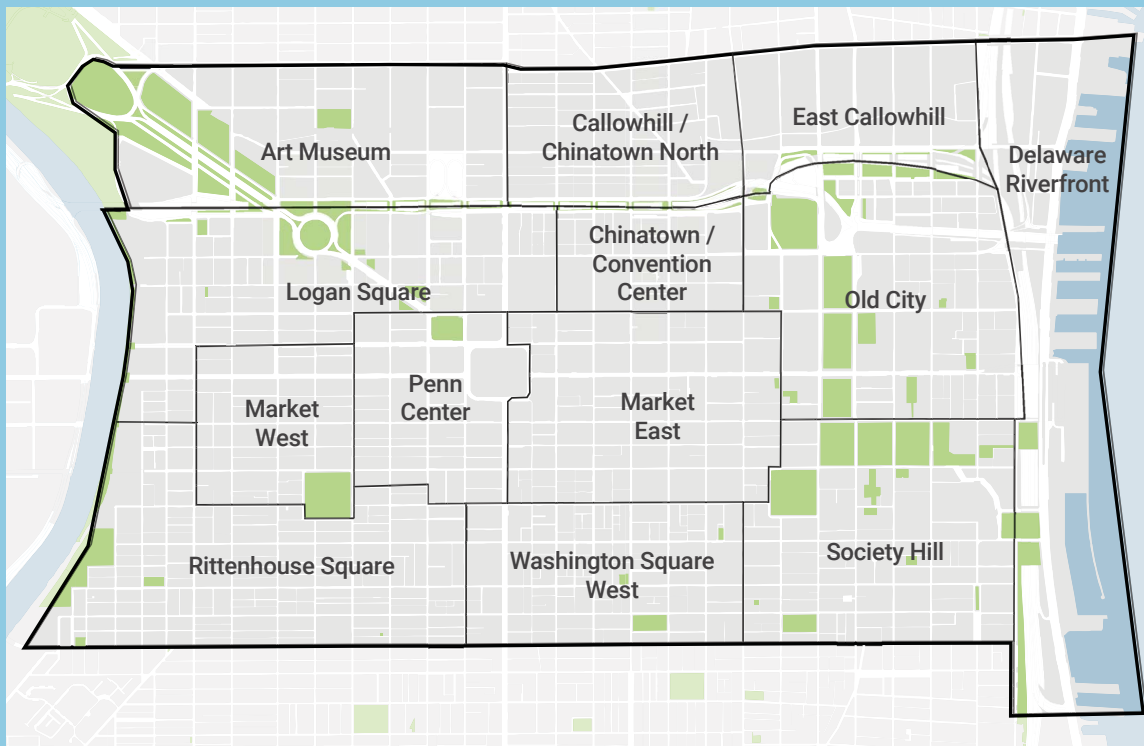 Art Museum
Callowhill /
Chinatown North
East Callowhill
Delaware
Riverfront
Logan Square
Chinatown /
Convention
Center
Old City
Market
West
Penn
Center
Market
East
Rittenhouse Square
Washington Square
West
Society Hill